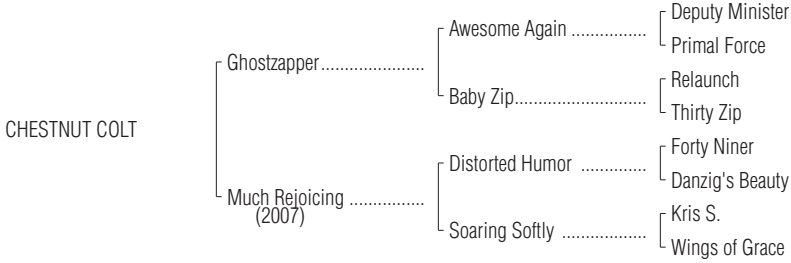 Deputy Minister
Awesome Again ................
Primal Force
Ghostzapper......................
Relaunch
Baby Zip............................
Thirty Zip
CHESTNUT COLT
Forty Niner
Distorted Humor ..............
Danzig's Beauty
Much Rejoicing ................
(2007)
Kris S.
Soaring Softly ..................
Wings of Grace